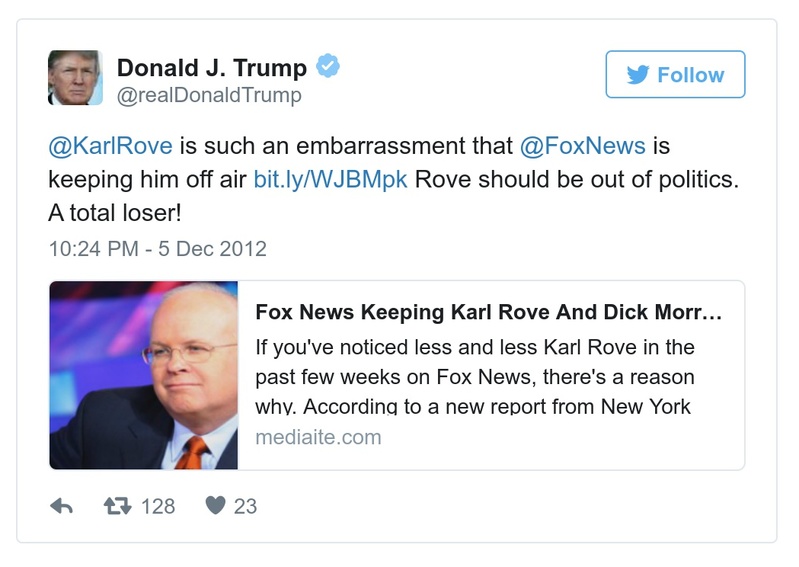 Donald J. Trump
@realDonaldTrump
Follow
@KarlRove is such an embarrassment that @FoxNews is
keeping him off air bit.ly/WJBMpk Rove should be out of politics.
A total loser!
10:24 PM - 5 Dec 2012
Fox News Keeping Karl Rove And Dick Morr...
If you've noticed less and less Karl Rove in the
past few weeks on Fox News, there's a reason
why. According to a new report from New York
mediaite.com
128
23